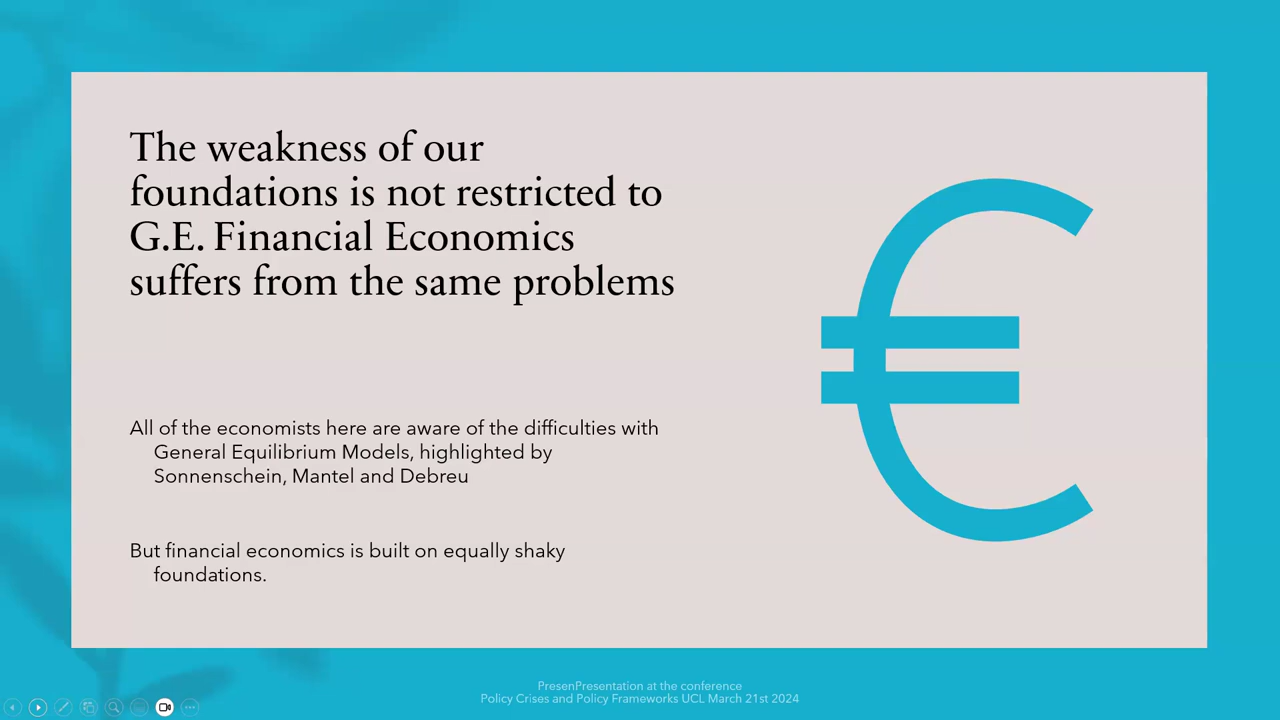 The weakness of our
foundations is not restricted to
G.E. Financial Economics
suffers from the same problems
All of the economists here are aware of the difficulties with
General Equilibrium Models, highlighted by
Sonnenschein, Mantel and Debreu
But financial economics is built on equally shaky
foundations.
€
PresenPresentation at the conference
Policy Crises and Policy Frameworks UCL March 21st 2024